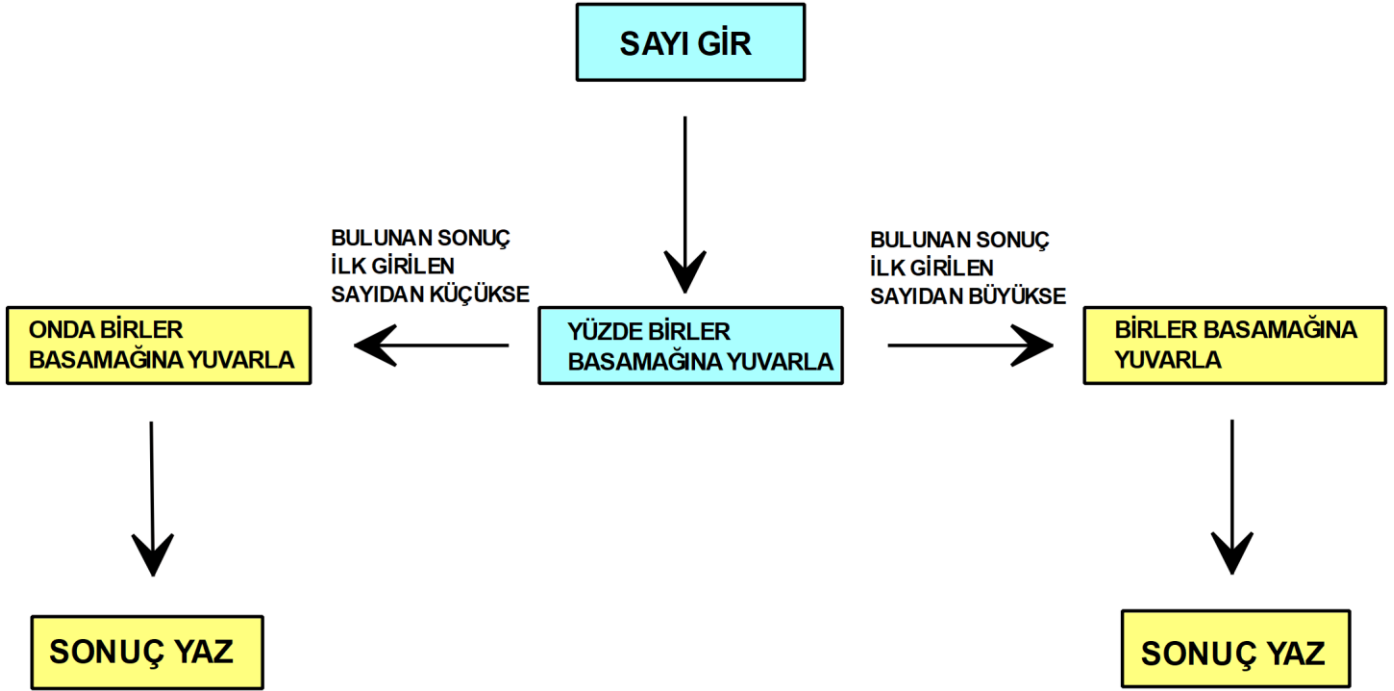 SAYI GİR
BULUNAN SONUÇ
İLK GİRİLEN
SAYIDAN KÜÇÜKSE
BULUNAN SONUÇ
İLK GİRİLEN
SAYIDAN BÜYÜKSE
ONDA BİRLER
BASAMAĞINA YUVARLA
YÜZDE BİRLER
BASAMAĞINA YUVARLA
BİRLER BASAMAĞINA
YUVARLA
SONUÇ YAZ
SONUÇ YAZ